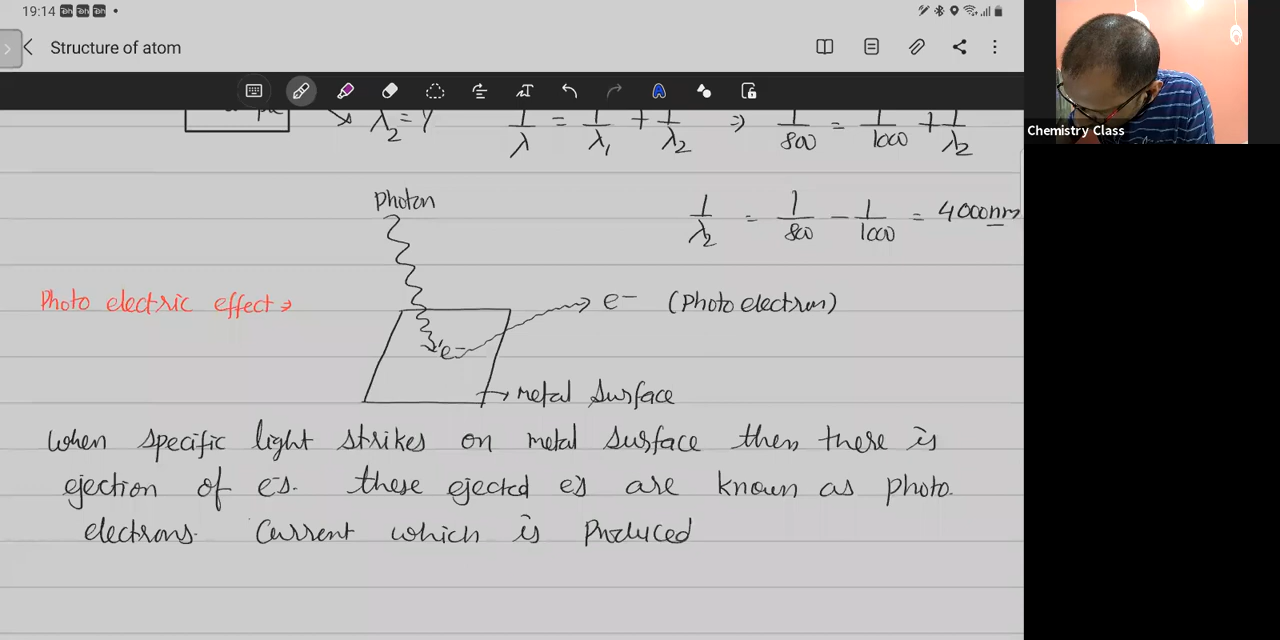 19:14
Structure of atom
Chemistry Class
λ₂ = Y 1/λ = 1/λ₁ + 1/λ₂ ⇒ 1/800 = 1/1000 + 1/λ₂
Photon
1/λ₂ = 1/800 - 1/1000 = 4000nm
Photo electric effect → e- (Photo electron)
e-
→ metal surface
when specific light strikes on metal surface then there is
ejection of e-s. these ejected e-s are known as photo
electrons. Current which is Produced